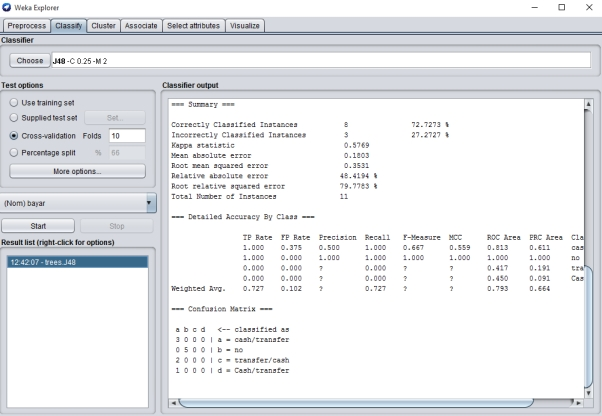 Weka Explorer
Preprocess Classify Cluster Associate Select attributes Visualize
Classifier
Choose J48 -C 0.25 -M 2
Test options
Use training set
Supplied test set Set...
Cross-validation Folds 10
Percentage split % 66
More options...
(Nom) bayar
Start Stop
Result list (right-click for options)
12:42:07 - trees.J48
Classifier output
=== Summary ===
Correctly Classified Instances 8 72.7273 %
Incorrectly Classified Instances 3 27.2727 %
Kappa statistic 0.5769
Mean absolute error 0.1803
Root mean squared error 0.3531
Relative absolute error 48.4194 %
Root relative squared error 79.7783 %
Total Number of Instances 11
=== Detailed Accuracy By Class ===
TP Rate FP Rate Precision Recall F-Measure MCC ROC Area PRC Area Cla
1.000 0.375 0.500 1.000 0.667 0.559 0.813 0.611 cas
1.000 0.000 1.000 1.000 1.000 1.000 1.000 1.000 no
0.000 0.000 ? 0.000 ? ? 0.417 0.191 tra
0.000 0.000 ? 0.000 ? ? 0.450 0.091 Cas
Weighted Avg. 0.727 0.102 ? 0.727 ? ? 0.793 0.664
=== Confusion Matrix ===
a b c d <-- classified as
3 0 0 0 | a = cash/transfer
0 5 0 0 | b = no
2 0 0 0 | c = transfer/cash
1 0 0 0 | d = Cash/transfer